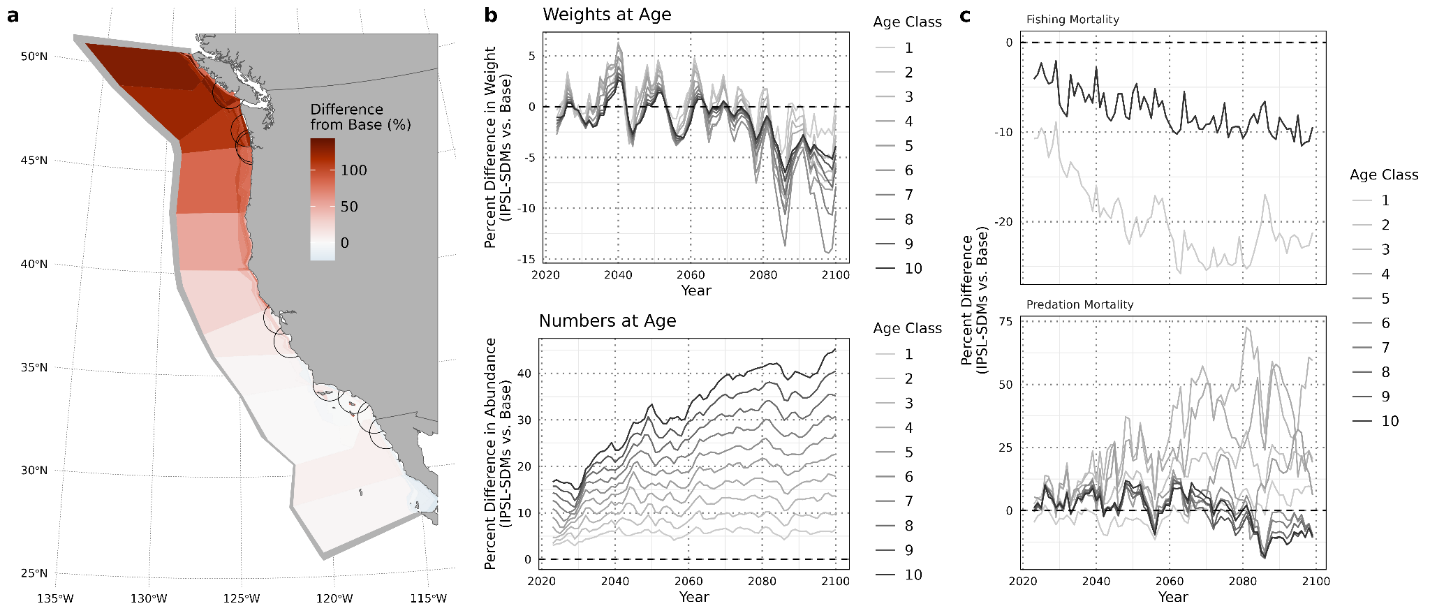 a
50°N
45°N
40°N
35°N
30°N
25°N
135°W
130°W
125°W
120°W
115°W
Difference
from Base (%)
100
50
0
b
Weights at Age
Percent Difference in Weight
(IPSL-SDMs vs. Base)
5
0
-5
-10
-15
2020
2040
2060
2080
2100
Year
Age Class
1
2
3
4
5
6
7
8
9
10
Numbers at Age
Percent Difference in Abundance
(IPSL-SDMs vs. Base)
40
30
20
10
0
2020
2040
2060
2080
2100
Year
Age Class
1
2
3
4
5
6
7
8
9
10
c
Fishing Mortality
0
-10
-20
Percent Difference
(IPSL-SDMs vs. Base)
Predation Mortality
75
50
25
0
2020
2040
2060
2080
2100
Year
Age Class
1
2
3
4
5
6
7
8
9
10